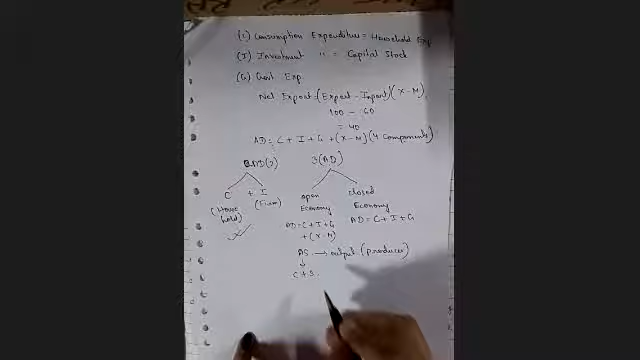 (C) Consumption Expenditure = Household Exp
(I) Investment " = Capital Stock
(G) Govt Exp.
Net Export = (Export - Import) (X-M)
100 - 60
= 40
AD = C + I + G + (X-M) (4 Components)
AD(2) 3(AD)
C + I open closed
(House hold) (Firm) Economy Economy
AD = C + I + G AD = C + I + G
+ (X-M)
AS → output (producer)
↓
C + S